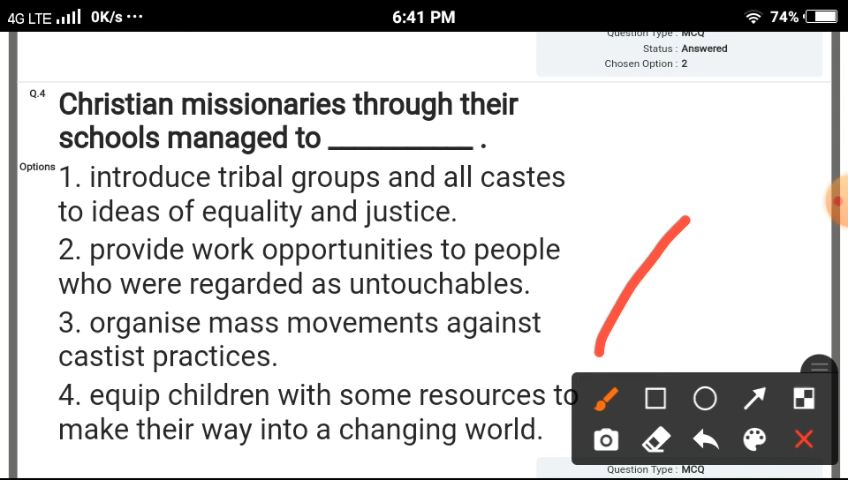 4G LTE 0K/s ··· 6:41 PM 74%
Question Type : MCQ
Status : Answered
Chosen Option : 2
Q.4 Christian missionaries through their
schools managed to __________ .
Options 1. introduce tribal groups and all castes
to ideas of equality and justice.
2. provide work opportunities to people
who were regarded as untouchables.
3. organise mass movements against
castist practices.
4. equip children with some resources to
make their way into a changing world.
Question Type : MCQ